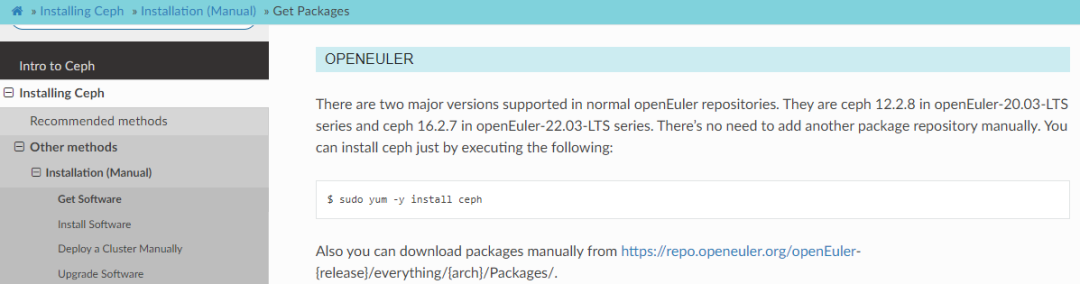 » Installing Ceph » Installation (Manual) » Get Packages
Intro to Ceph
Installing Ceph
Recommended methods
Other methods
Installation (Manual)
Get Software
Install Software
Deploy a Cluster Manually
Upgrade Software
OPENEULER
There are two major versions supported in normal openEuler repositories. They are ceph 12.2.8 in openEuler-20.03-LTS
series and ceph 16.2.7 in openEuler-22.03-LTS series. There’s no need to add another package repository manually. You
can install ceph just by executing the following:
$ sudo yum -y install ceph
Also you can download packages manually from https://repo.openeuler.org/openEuler-
{release}/everything/{arch}/Packages/.